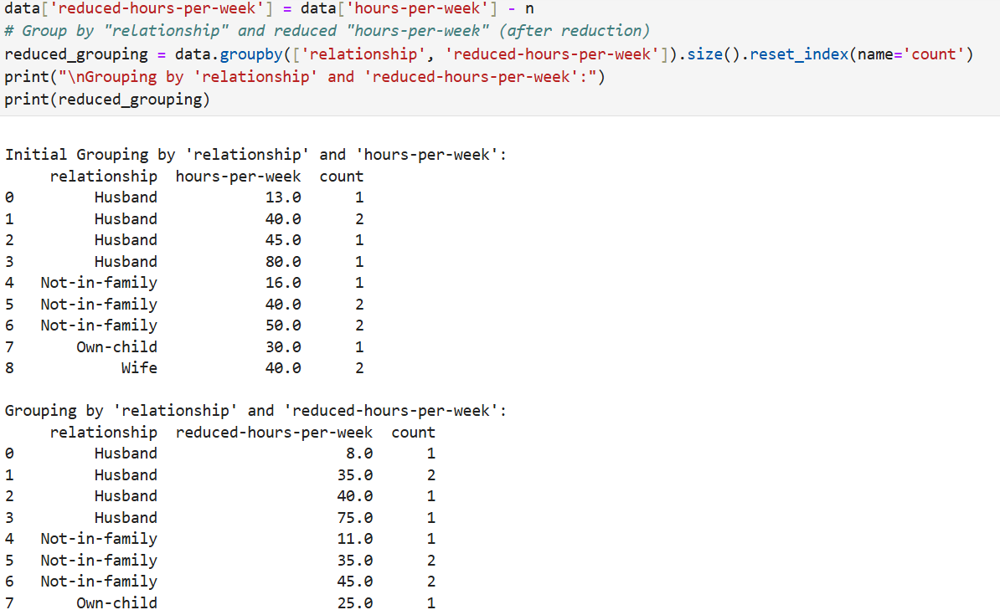 data['reduced-hours-per-week'] = data['hours-per-week'] - n
# Group by "relationship" and reduced "hours-per-week" (after reduction)
reduced_grouping = data.groupby(['relationship', 'reduced-hours-per-week']).size().reset_index(name='count')
print("\nGrouping by 'relationship' and 'reduced-hours-per-week':")
print(reduced_grouping)
Initial Grouping by 'relationship' and 'hours-per-week':
     relationship  hours-per-week  count
0         Husband            13.0      1
1         Husband            40.0      2
2         Husband            45.0      1
3         Husband            80.0      1
4   Not-in-family            16.0      1
5   Not-in-family            40.0      2
6   Not-in-family            50.0      2
7       Own-child            30.0      1
8            Wife            40.0      2
Grouping by 'relationship' and 'reduced-hours-per-week':
     relationship  reduced-hours-per-week  count
0         Husband                     8.0      1
1         Husband                    35.0      2
2         Husband                    40.0      1
3         Husband                    75.0      1
4   Not-in-family                    11.0      1
5   Not-in-family                    35.0      2
6   Not-in-family                    45.0      2
7       Own-child                    25.0      1